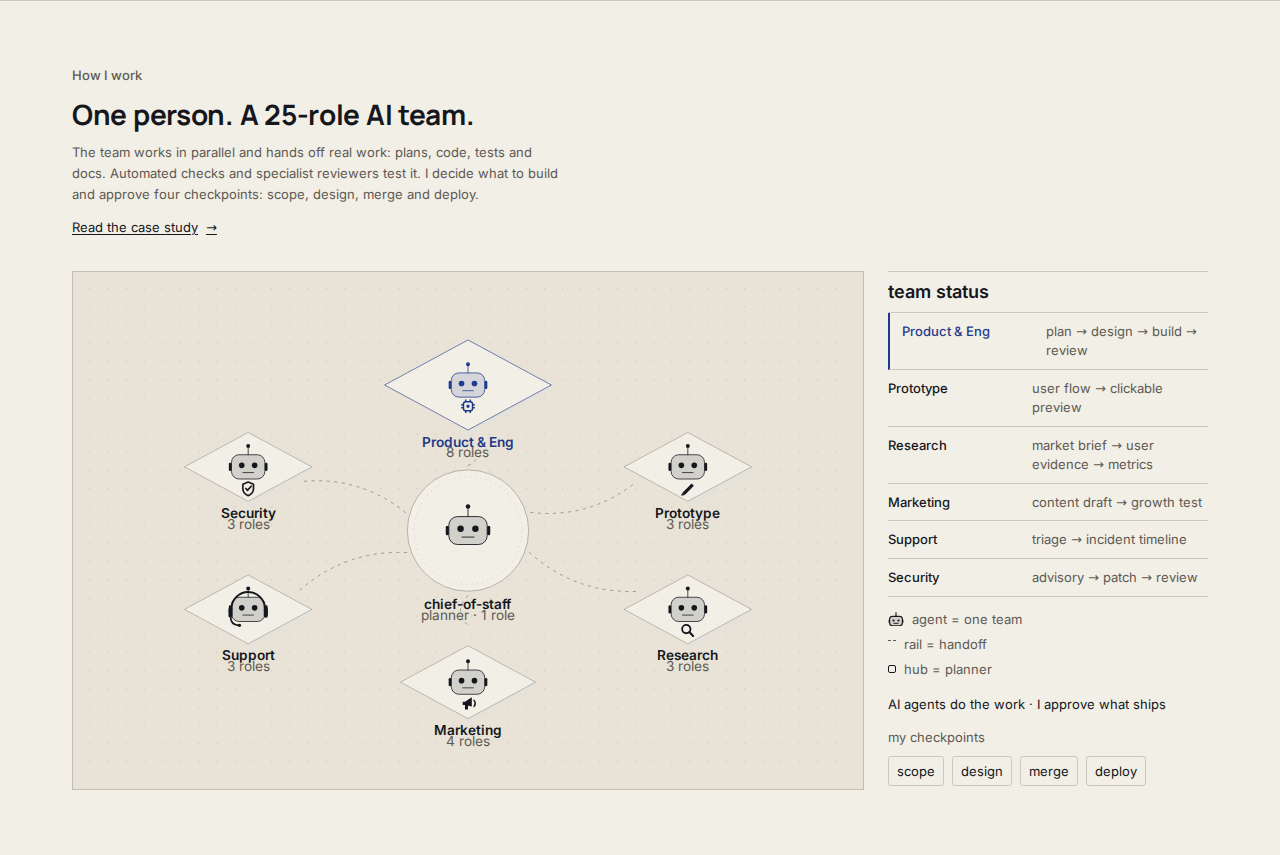 How I work
One person. A 25-role AI team.
The team works in parallel and hands off real work: plans, code, tests and
docs. Automated checks and specialist reviewers test it. I decide what to build
and approve four checkpoints: scope, design, merge and deploy.
Read the case study →
Product & Eng
8 roles
Security
3 roles
Prototype
3 roles
chief-of-staff
planner · 1 role
Support
3 roles
Research
3 roles
Marketing
4 roles
team status
Product & Eng plan → design → build →
review
Prototype user flow → clickable
preview
Research market brief → user
evidence → metrics
Marketing content draft → growth test
Support triage → incident timeline
Security advisory → patch → review
agent = one team
rail = handoff
hub = planner
AI agents do the work · I approve what ships
my checkpoints
scope design merge deploy